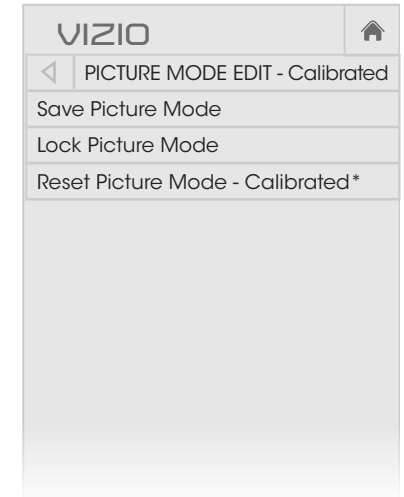 VIZIO
PICTURE MODE EDIT - Calibrated
Save Picture Mode
Lock Picture Mode
Reset Picture Mode - Calibrated*